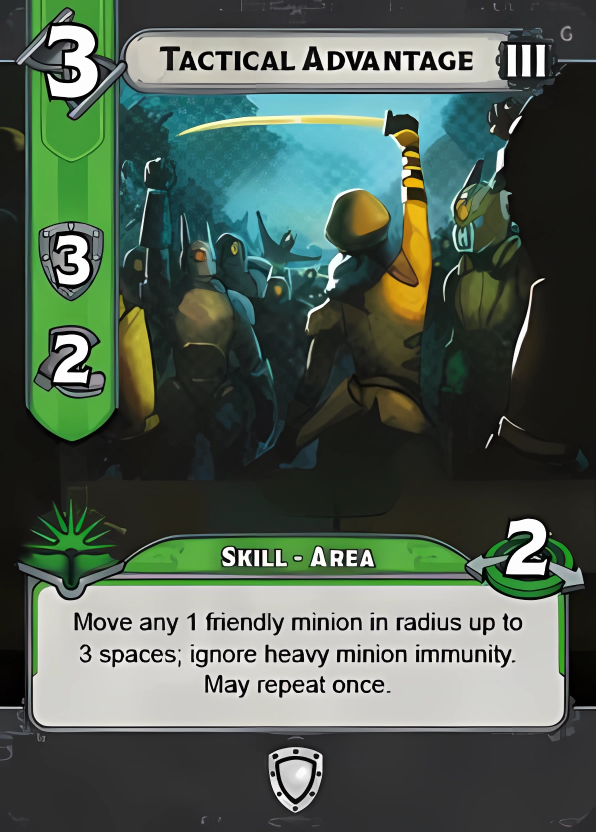 3
TACTICAL ADVANTAGE
III
G
3
2
SKILL - AREA
2
Move any 1 friendly minion in radius up to
3 spaces; ignore heavy minion immunity.
May repeat once.